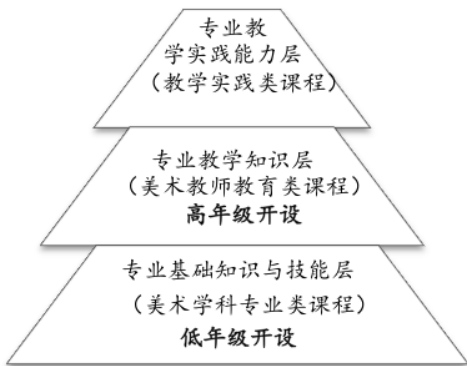 专业教
学实践能力层
（教学实践类课程）
专业教学知识层
（美术教师教育类课程）
高年级开设
专业基础知识与技能层
（美术学科专业类课程）
低年级开设